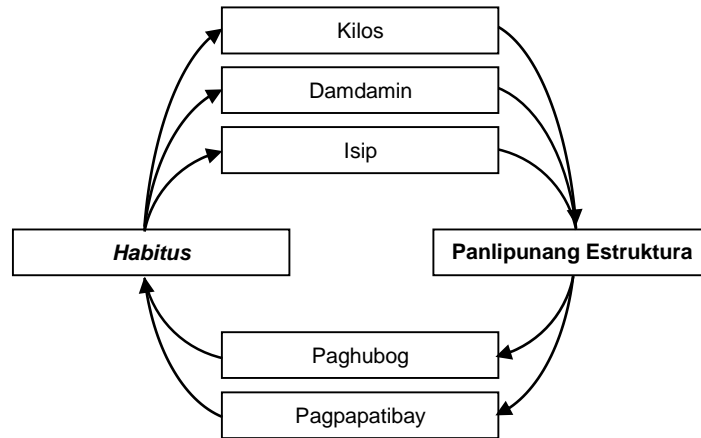 Kilos
Damdamin
Isip
Habitus
Panlipunang Estruktura
Paghubog
Pagpapatibay